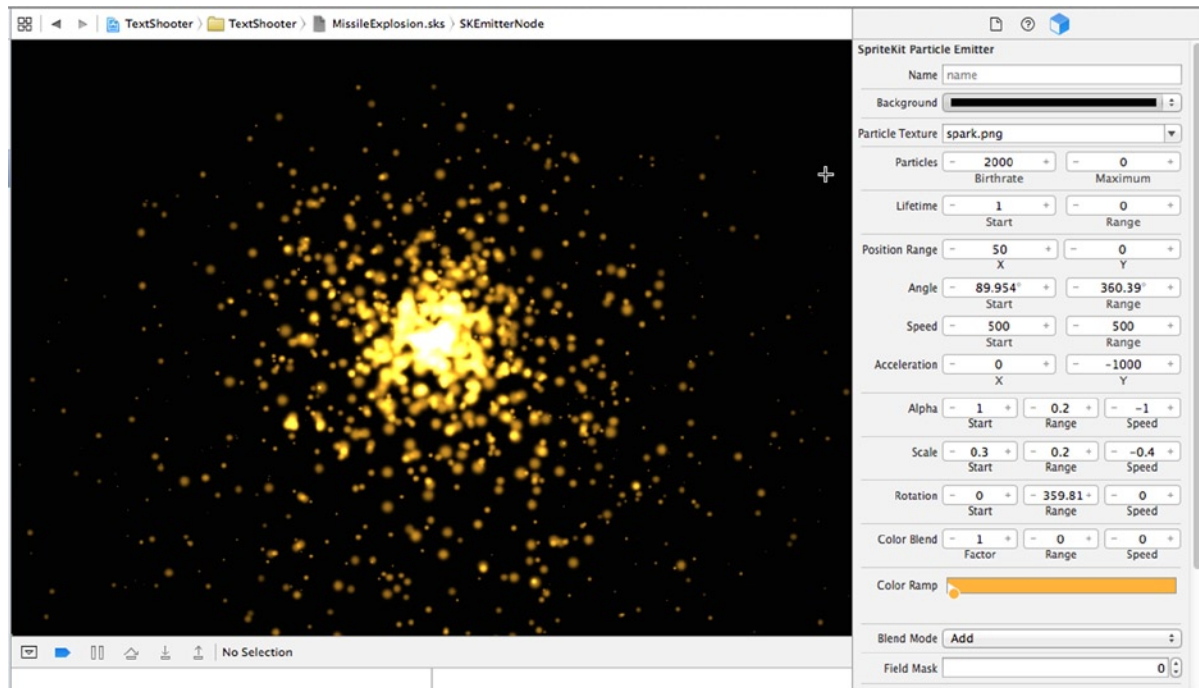 TextShooter TextShooter MissileExplosion.sks SKEmitterNode
SpriteKit Particle Emitter
Name name
Background
Particle Texture spark.png
Particles - 2000 + - 0 +
Birthrate Maximum
Lifetime - 1 + - 0 +
Start Range
Position Range - 50 + - 0 +
X Y
Angle - 89.954° + - 360.39° +
Start Range
Speed - 500 + - 500 +
Start Range
Acceleration - 0 + - -1000 +
X Y
Alpha - 1 + - 0.2 + - -1 +
Start Range Speed
Scale - 0.3 + - 0.2 + - -0.4 +
Start Range Speed
Rotation - 0 + - 359.81 + - 0 +
Start Range Speed
Color Blend - 1 + - 0 + - 0 +
Factor Range Speed
Color Ramp
Blend Mode Add
Field Mask 0
No Selection